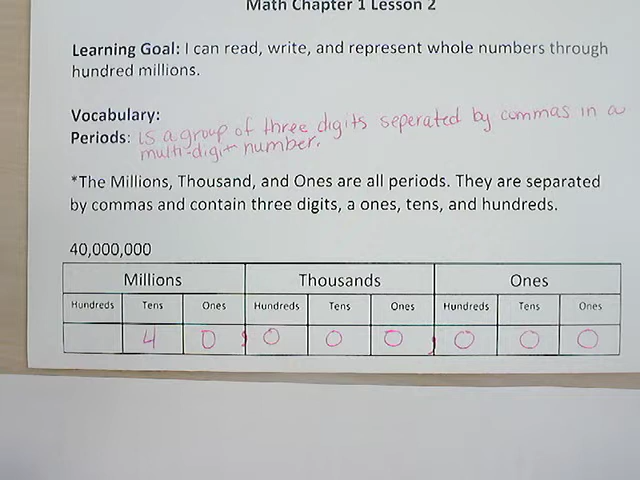 Math Chapter 1 Lesson 2
Learning Goal: I can read, write, and represent whole numbers through
hundred millions.
Vocabulary:
Periods: is a group of three digits seperated by commas in a
multi-digit number.
*The Millions, Thousand, and Ones are all periods. They are separated
by commas and contain three digits, a ones, tens, and hundreds.
40,000,000
Millions Thousands Ones
Hundreds Tens Ones Hundreds Tens Ones Hundreds Tens Ones
4 0 , 0 0 0 , 0 0 0